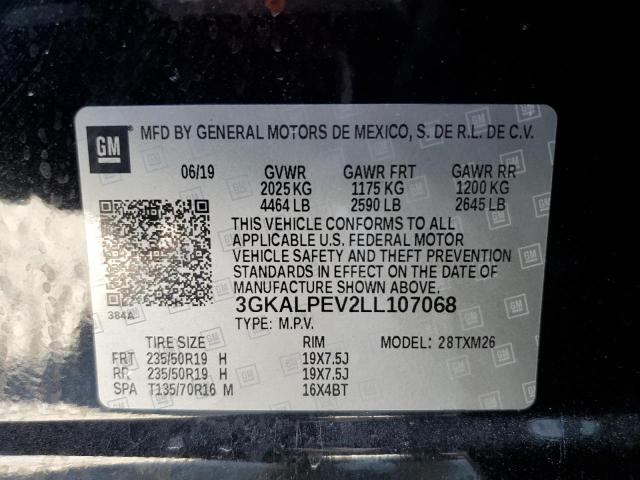 GM MFD BY GENERAL MOTORS DE MEXICO, S. DE R.L. DE C.V.
06/19 GVWR GAWR FRT GAWR RR
2025 KG 1175 KG 1200 KG
4464 LB 2590 LB 2645 LB
THIS VEHICLE CONFORMS TO ALL
APPLICABLE U.S. FEDERAL MOTOR
VEHICLE SAFETY AND THEFT PREVENTION
STANDARDS IN EFFECT ON THE DATE OF
MANUFACTURE SHOWN ABOVE.
384A 3GKALPEV2LL107068
TYPE: M.P.V.
TIRE SIZE RIM MODEL: 28TXM26
FRT 235/50R19 H 19X7.5J
RR 235/50R19 H 19X7.5J
SPA T135/70R16 M 16X4BT